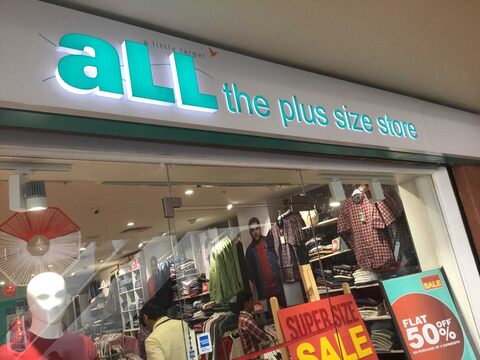 a little larger
aLL the plus size store
SUPER SIZE
SALE
SALE
FLAT
50%
OFF